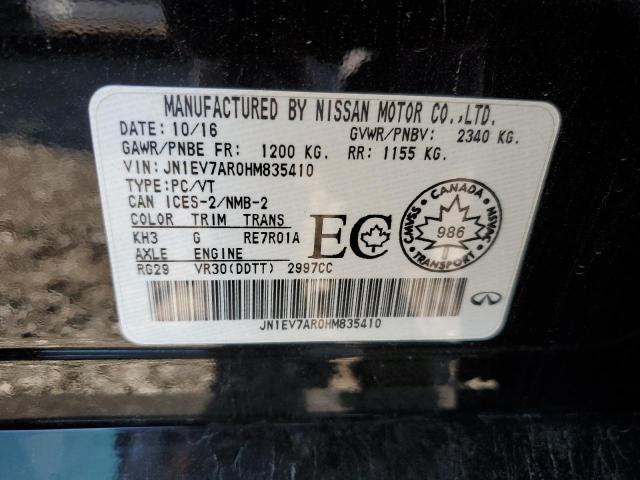 MANUFACTURED BY NISSAN MOTOR CO.,LTD.
DATE: 10/16 GVWR/PNBV: 2340 KG.
GAWR/PNBE FR: 1200 KG. RR: 1155 KG.
VIN: JN1EV7AR0HM835410
TYPE: PC/VT
CAN ICES-2/NMB-2
COLOR TRIM TRANS
KH3 G RE7R01A
AXLE ENGINE
RG29 VR30(DDTT) 2997CC
EC
CANADA
CMVSS
986
SVAC
TRANSPORT
JN1EV7AR0HM835410